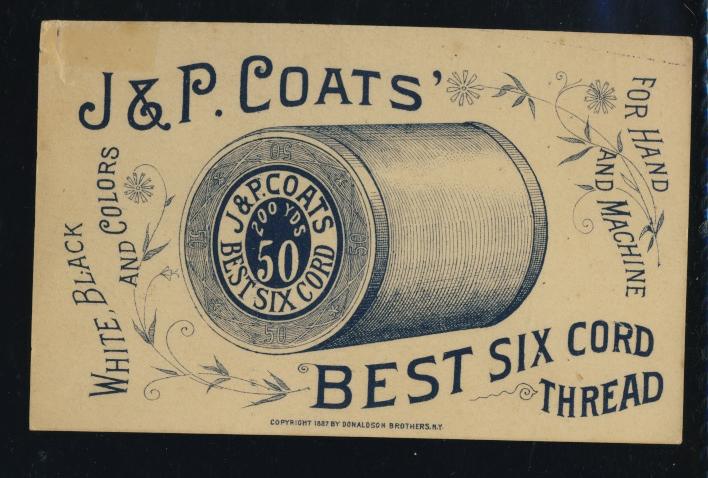 J & P. COATS'
FOR HAND
AND MACHINE
WHITE, BLACK
AND COLORS
50
50
50
50
J & P. COATS
200 YDS
50
BEST SIX CORD
BEST SIX CORD
THREAD
COPYRIGHT 1887 BY DONALDSON BROTHERS, N.Y.